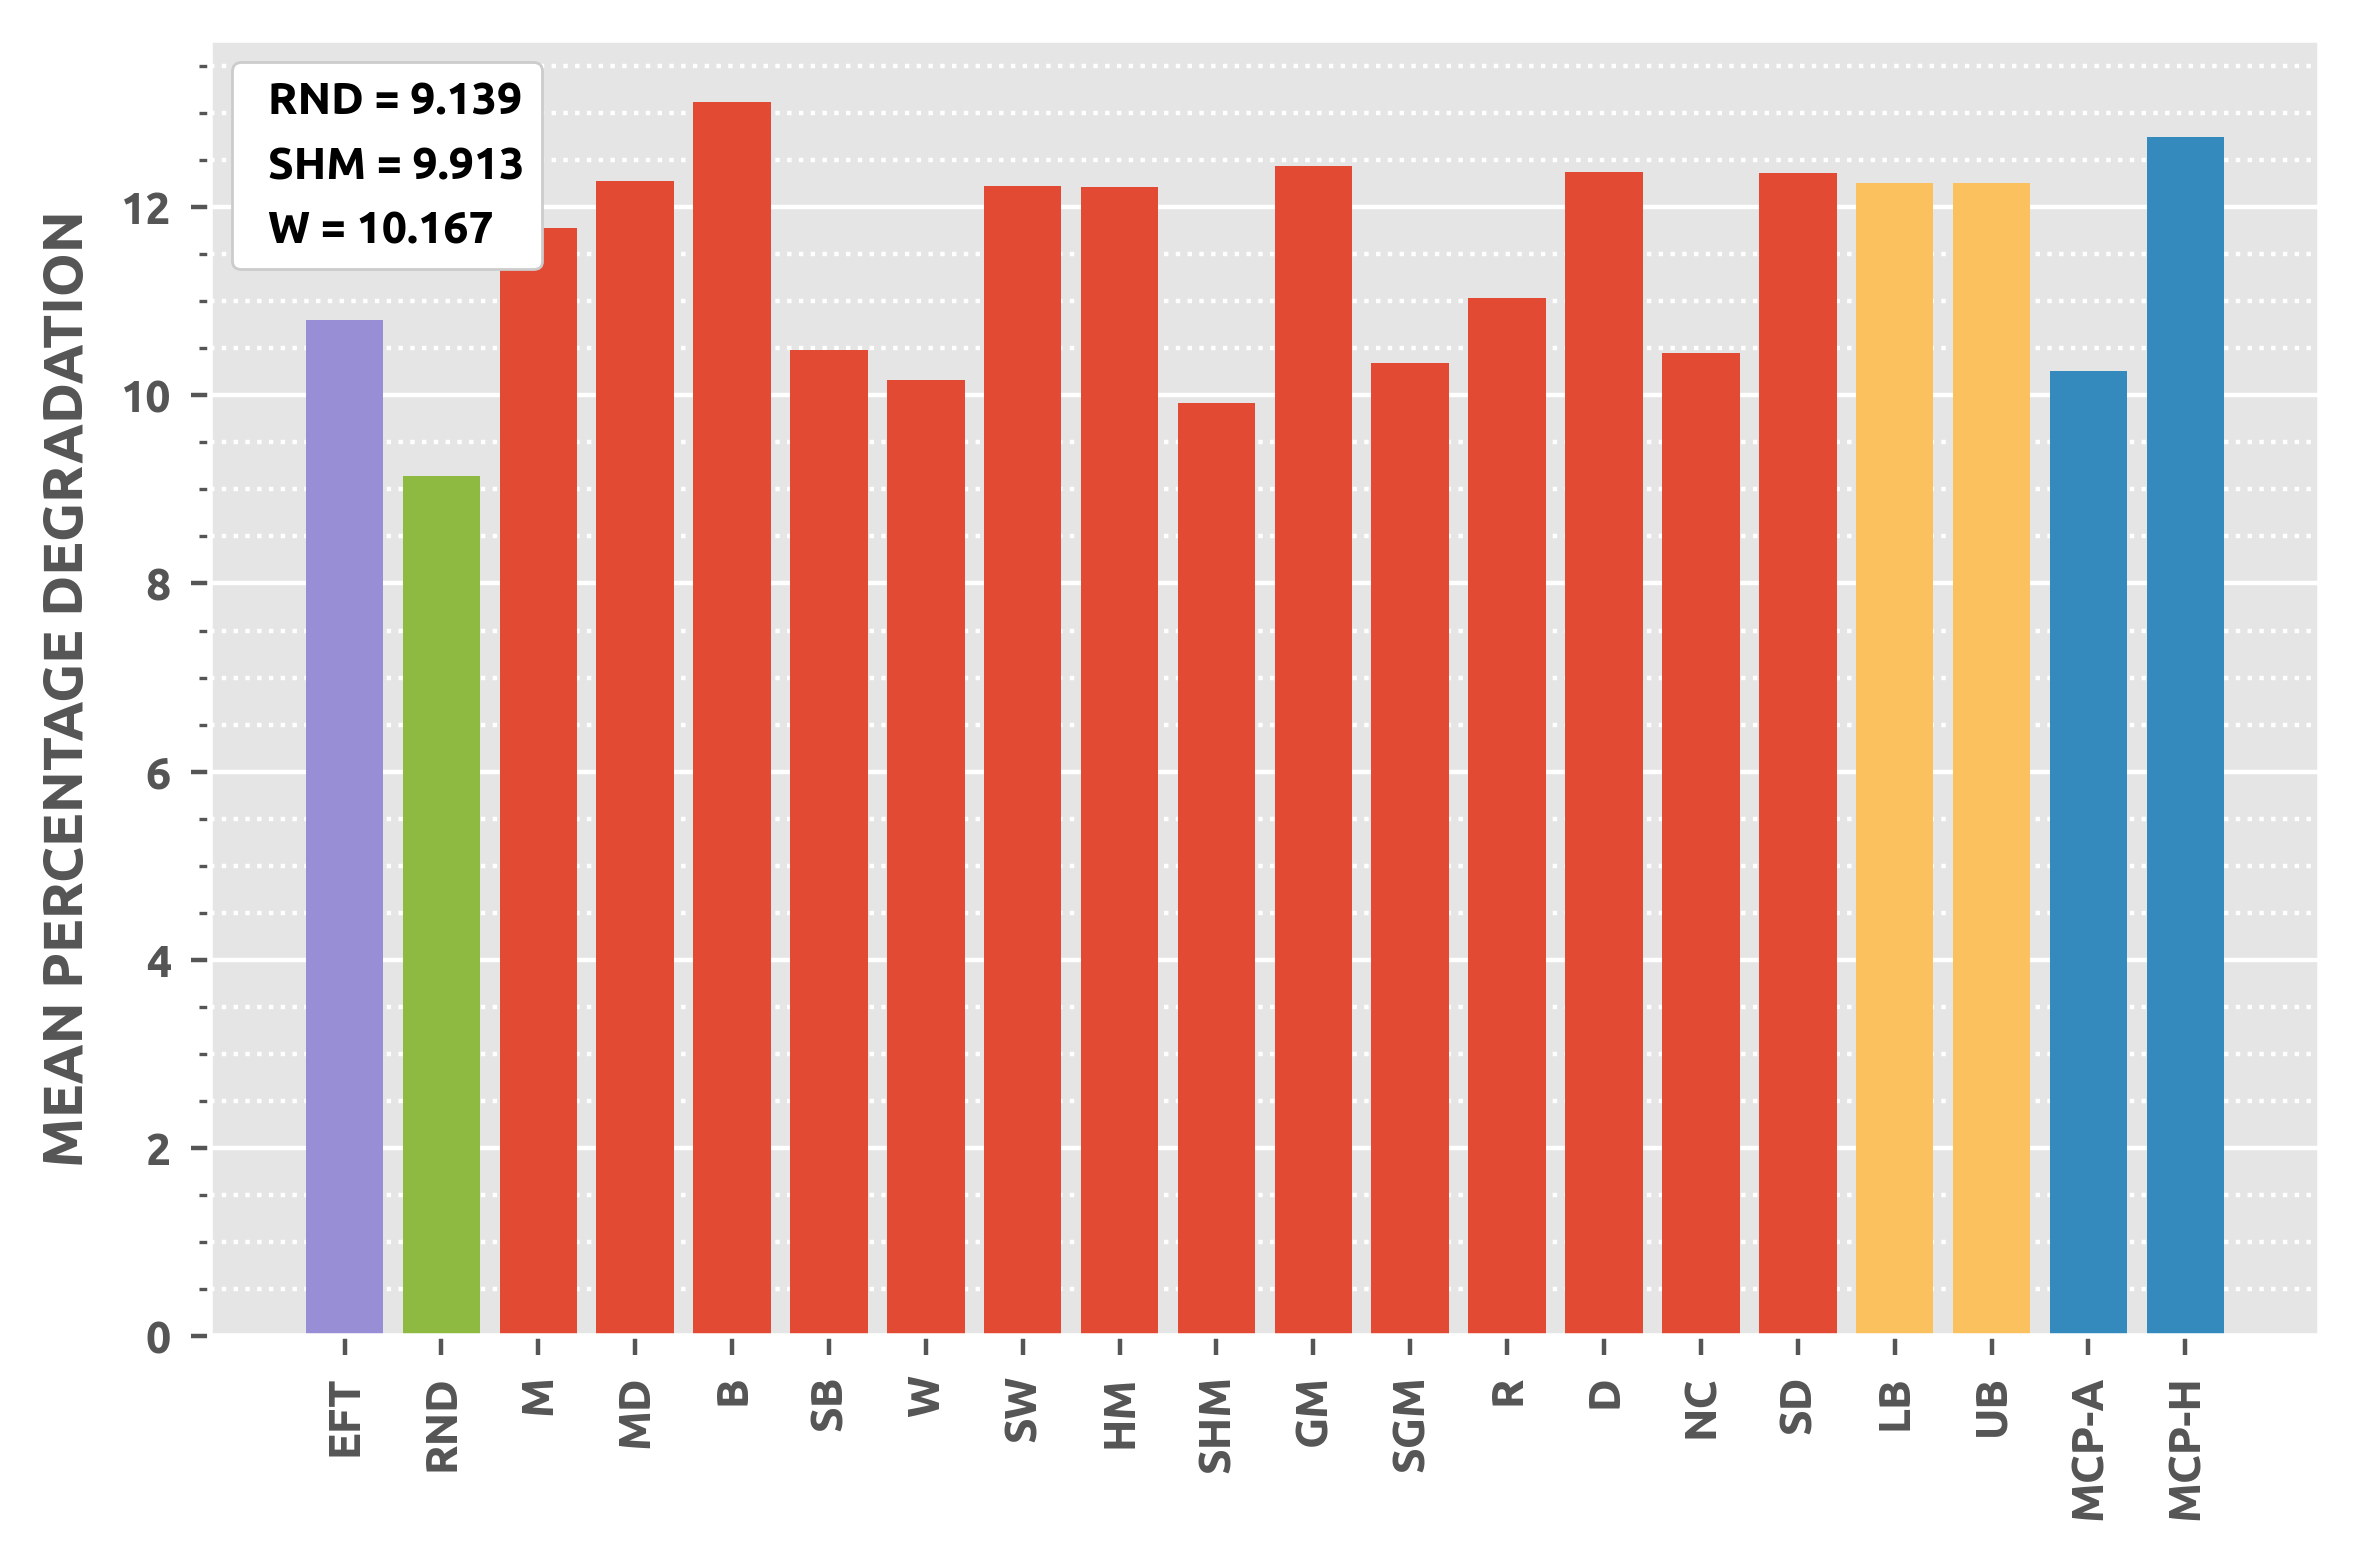 RND = 9.139
SHM = 9.913
W = 10.167
MEAN PERCENTAGE DEGRADATION
12
10
8
6
4
2
0
EFT
RND
M
MD
B
SB
W
SW
HM
SHM
GM
SGM
R
D
NC
SD
LB
UB
MCP-A
MCP-H